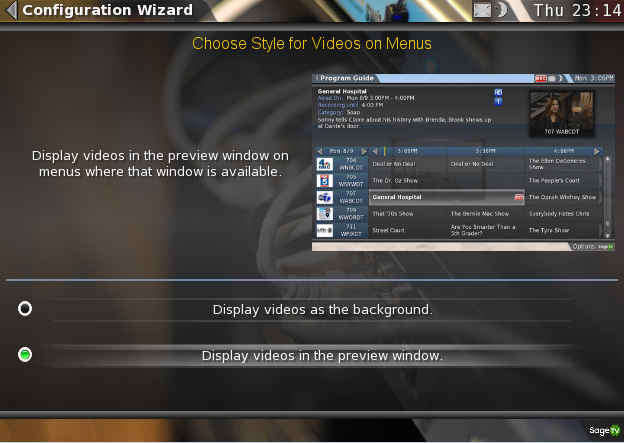 Configuration Wizard
Thu 23:14
Choose Style for Videos on Menus
Display videos in the preview window on
menus where that window is available.
Program Guide
REC
Mon 3:06PM
General Hospital
Aired On: Mon 8/9 3:00PM - 4:00PM
Recording until 4:00 PM
Category: Soap
Sonny tells Claire about his history with Brenda; Brook shows up
at Dante's door.
HD
707 WABCDT
Mon 8/9
3:00PM
3:30PM
4:00PM
704
WNBCDT
Deal or No Deal
Deal or No Deal
The Ellen DeGeneres
Show
705
WNYWDT
The Dr. Oz Show
The People's Court
707
WABCDT
General Hospital
REC
The Oprah Winfrey Show
709
WWORDT
That '70s Show
The Bernie Mac Show
Everybody Hates Chris
711
WPIXDT
Street Court
Are You Smarter Than a
5th Grader?
The Tyra Show
Options
SageTV
Display videos as the background.
Display videos in the preview window.
SageTV